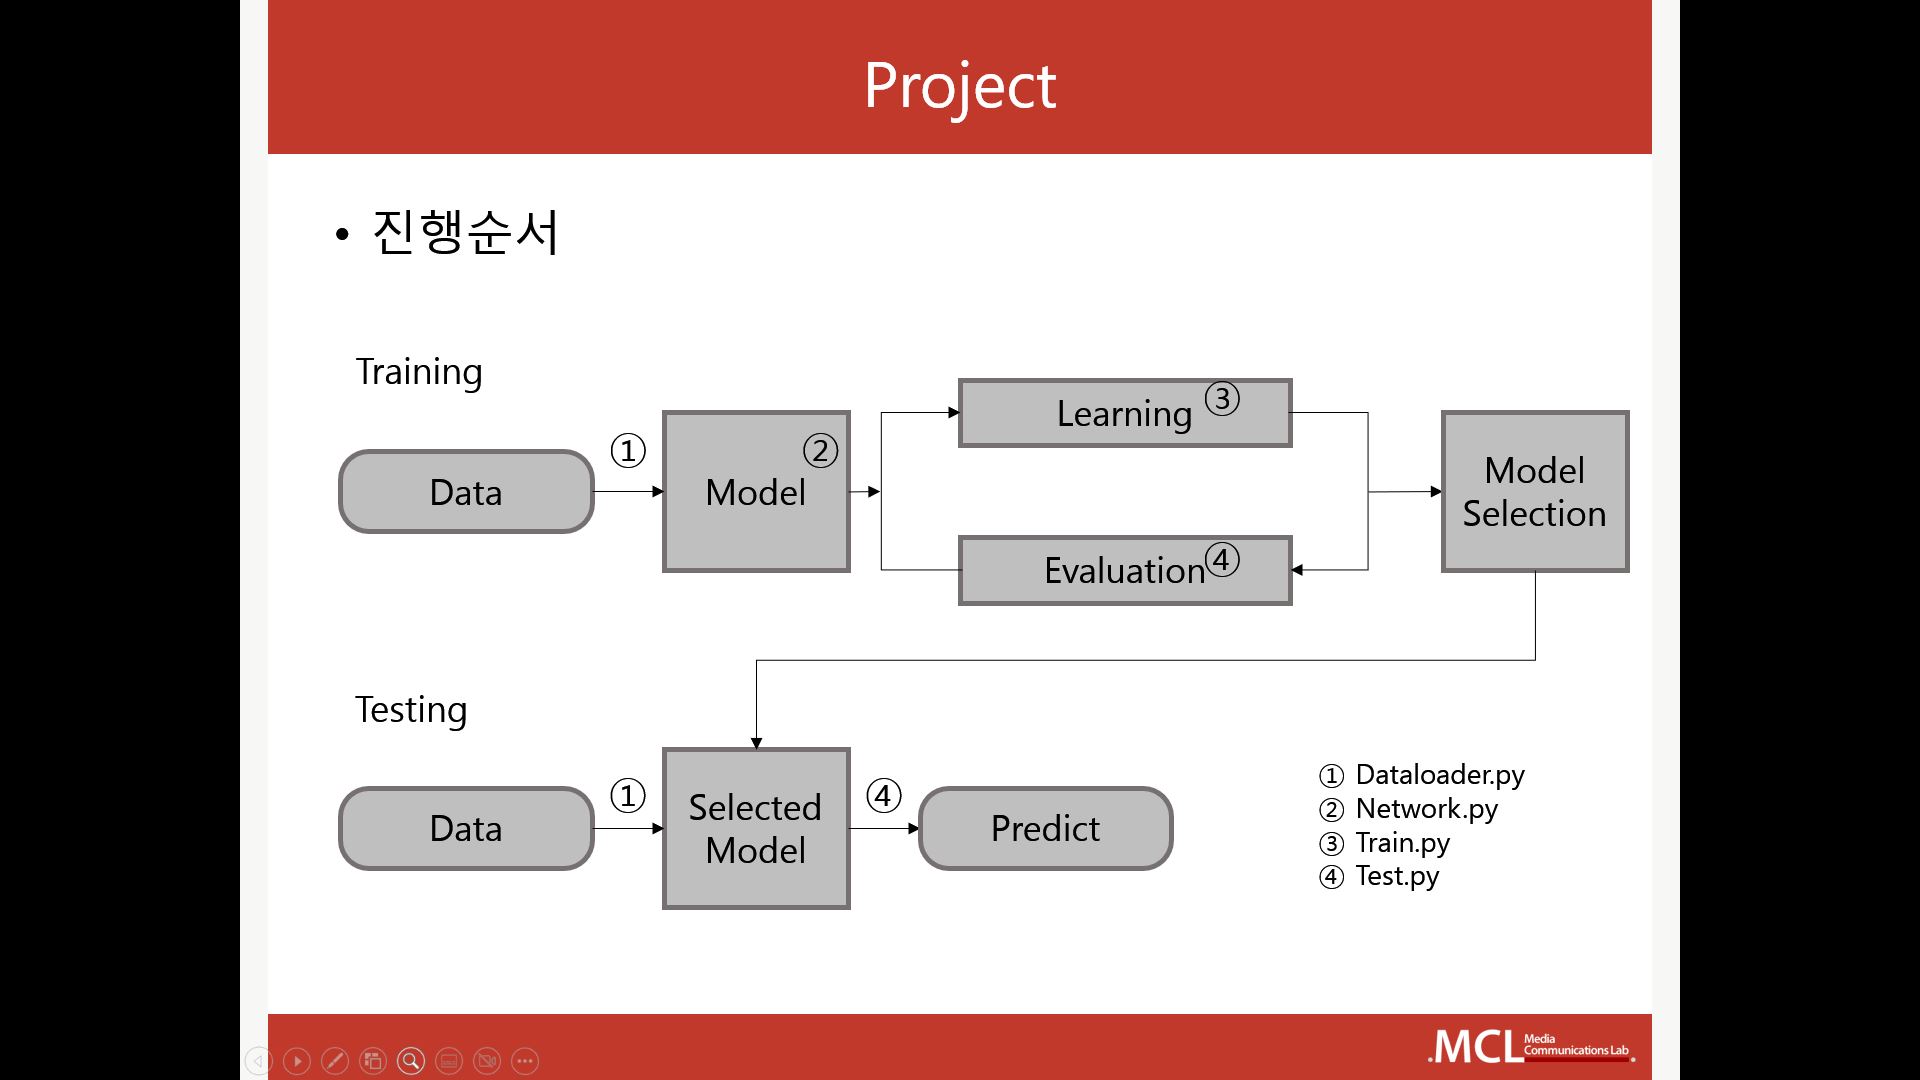 Project
• 진행순서
Training
Data
①
Model
②
Learning
③
Evaluation
④
Model
Selection
Testing
Data
①
Selected
Model
④
Predict
① Dataloader.py
② Network.py
③ Train.py
④ Test.py
.MCL Media
Communications Lab.